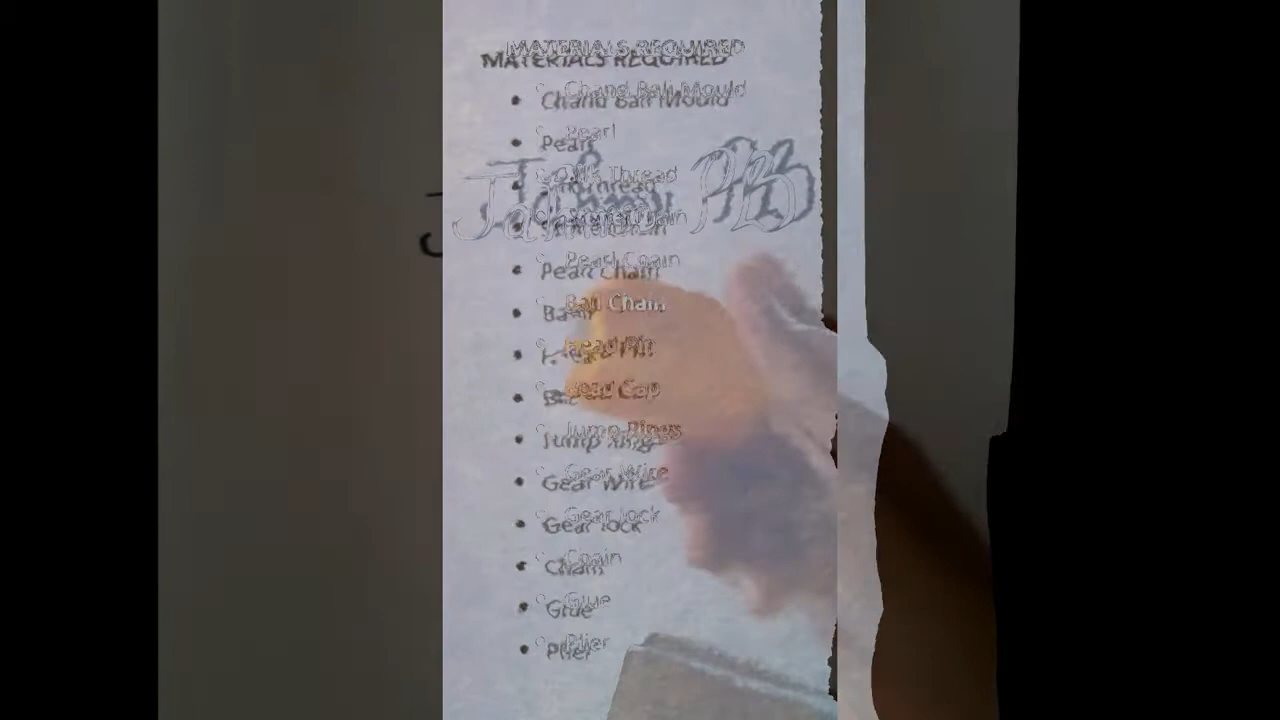 MATERIALS REQUIRED
Chand Bali Mould
Pearl
Silk Thread
Pearl Chain
Ball Chain
Head Pin
Bead Cap
Jump Rings
Gear Wire
Gear lock
Chain
Glue
Plier